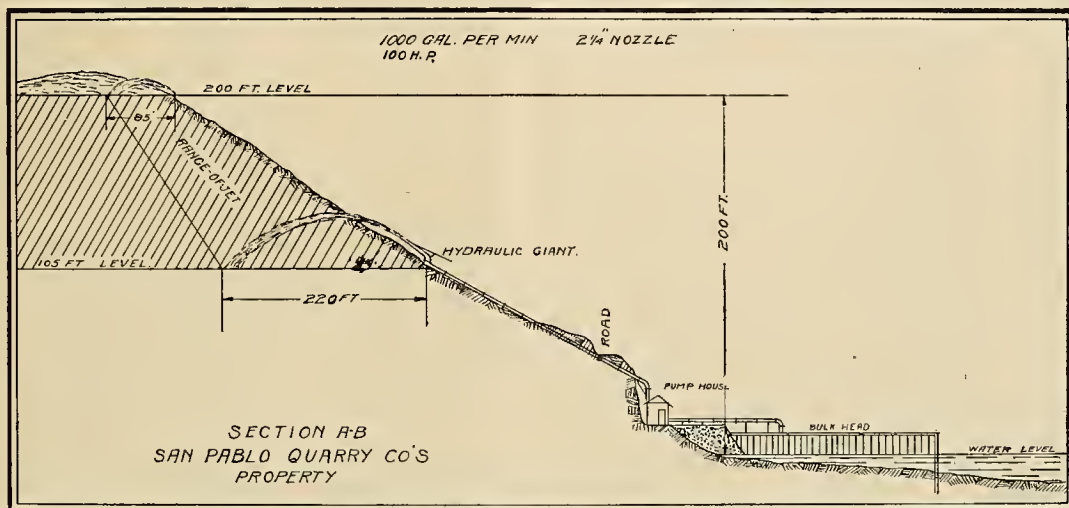 1000 GAL. PER MIN 2¼" NOZZLE
100 H.P.
200 FT. LEVEL
85'
RANGE-OF-JET
200 FT.
HYDRAULIC GIANT.
105 FT LEVEL.
220 FT
ROAD
PUMP HOUSE
BULK HEAD
WATER LEVEL
SECTION A-B
SAN PABLO QUARRY CO'S
PROPERTY